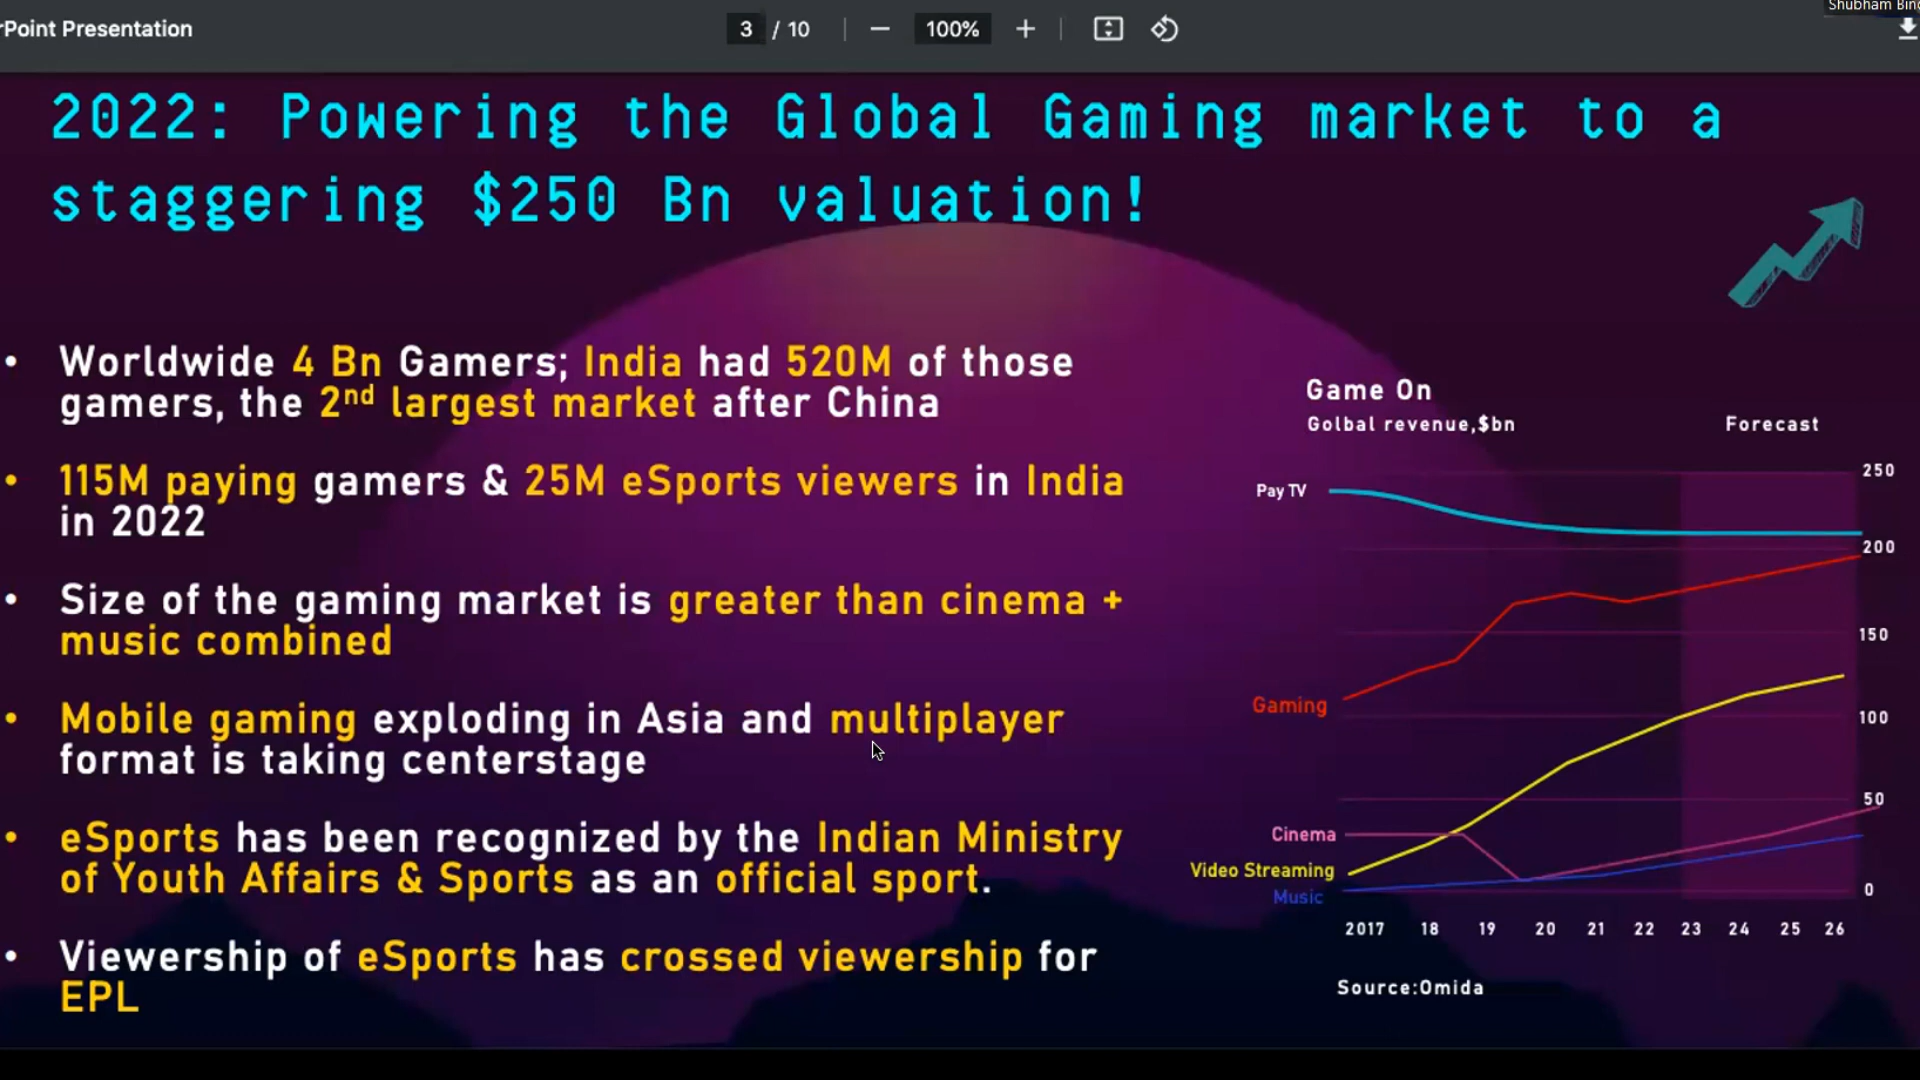 Shubham Bin
rPoint Presentation
3 / 10
100%
2022: Powering the Global Gaming market to a
staggering $250 Bn valuation!
• Worldwide 4 Bn Gamers; India had 520M of those
gamers, the 2nd largest market after China
• 115M paying gamers & 25M eSports viewers in India
in 2022
• Size of the gaming market is greater than cinema +
music combined
• Mobile gaming exploding in Asia and multiplayer
format is taking centerstage
• eSports has been recognized by the Indian Ministry
of Youth Affairs & Sports as an official sport.
• Viewership of eSports has crossed viewership for
EPL
Game On
Golbal revenue,$bn
Forecast
250
Pay TV
200
150
Gaming
100
50
Cinema
Video Streaming
0
Music
2017 18 19 20 21 22 23 24 25 26
Source:Omida